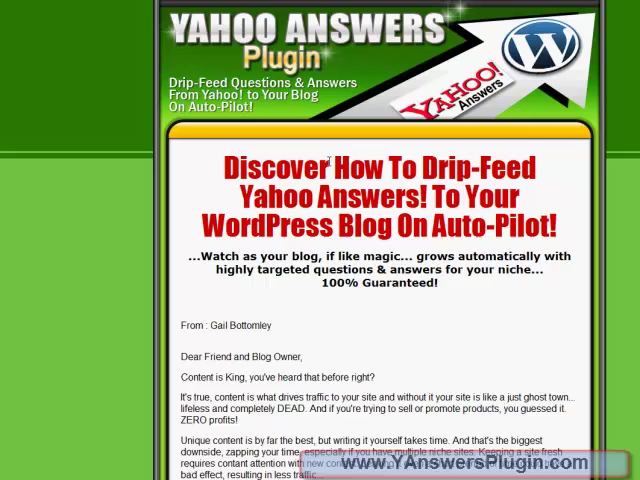 YAHOO ANSWERS
Plugin
Drip-Feed Questions & Answers
From Yahoo! to Your Blog
On Auto-Pilot!
W
YAHOO!
Answers
Discover How To Drip-Feed
Yahoo Answers! To Your
WordPress Blog On Auto-Pilot!
...Watch as your blog, if like magic... grows automatically with
highly targeted questions & answers for your niche...
100% Guaranteed!
From : Gail Bottomley
Dear Friend and Blog Owner,
Content is King, you've heard that before right?
It's true, content is what drives traffic to your site and without it your site is like a just ghost town...
lifeless and completely DEAD. And if you're trying to sell or promote products, you guessed it.
ZERO profits!
Unique content is by far the best, but writing it yourself takes time. And that's the biggest
downside, zapping your time, especially if you have multiple niche sites. Keeping a site fresh
requires contant attention with new
www.YAnswersPlugin.com
bad effect, resulting in less traffic...